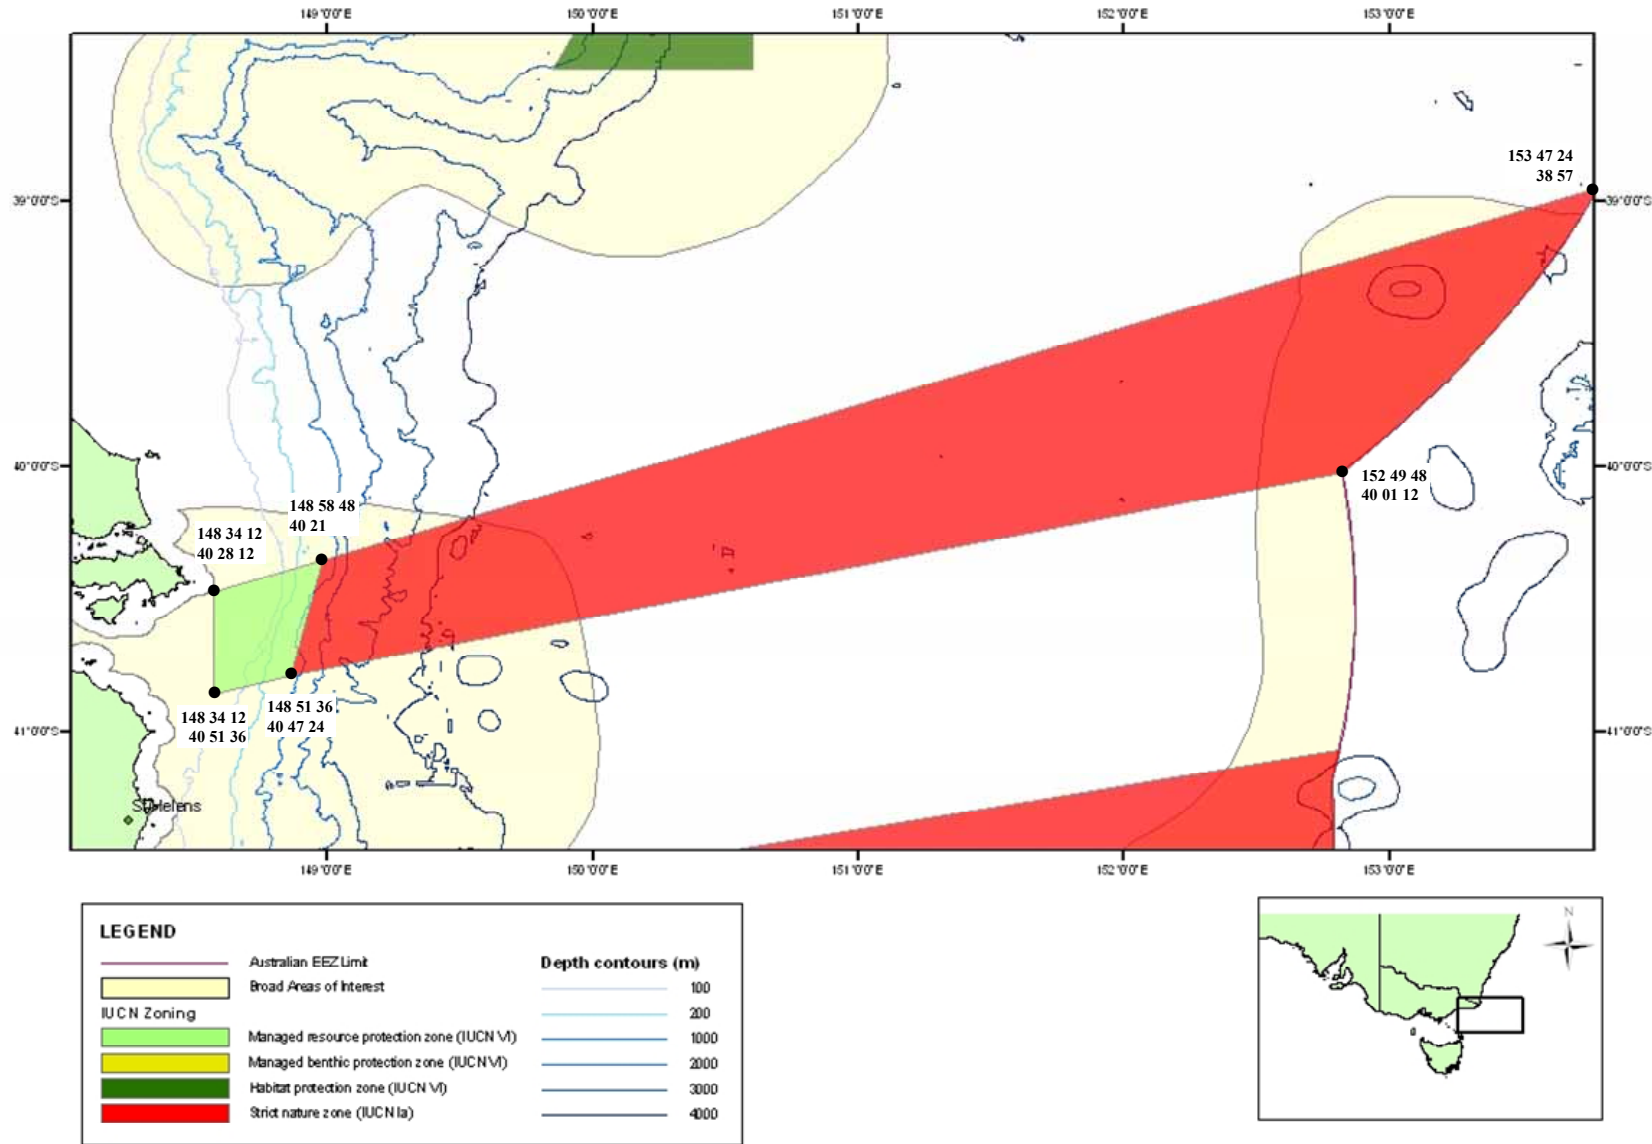 149°0'0"E 150°0'0"E 151°0'0"E 152°0'0"E 153°0'0"E
153 47 24
38 57
39°0'0"S 39°0'0"S
40°0'0"S 40°0'0"S
152 49 48
40 01 12
148 58 48
40 21
148 34 12
40 28 12
148 34 12
40 51 36
148 51 36
40 47 24
41°0'0"S 41°0'0"S
St Helens
149°0'0"E 150°0'0"E 151°0'0"E 152°0'0"E 153°0'0"E
LEGEND
Australian EEZ Limit
Broad Areas of Interest
IUCN Zoning
Managed resource protection zone (IUCN VI)
Managed benthic protection zone (IUCN VI)
Habitat protection zone (IUCN VI)
Strict nature zone (IUCN Ia)
Depth contours (m)
100
200
1000
2000
3000
4000
N